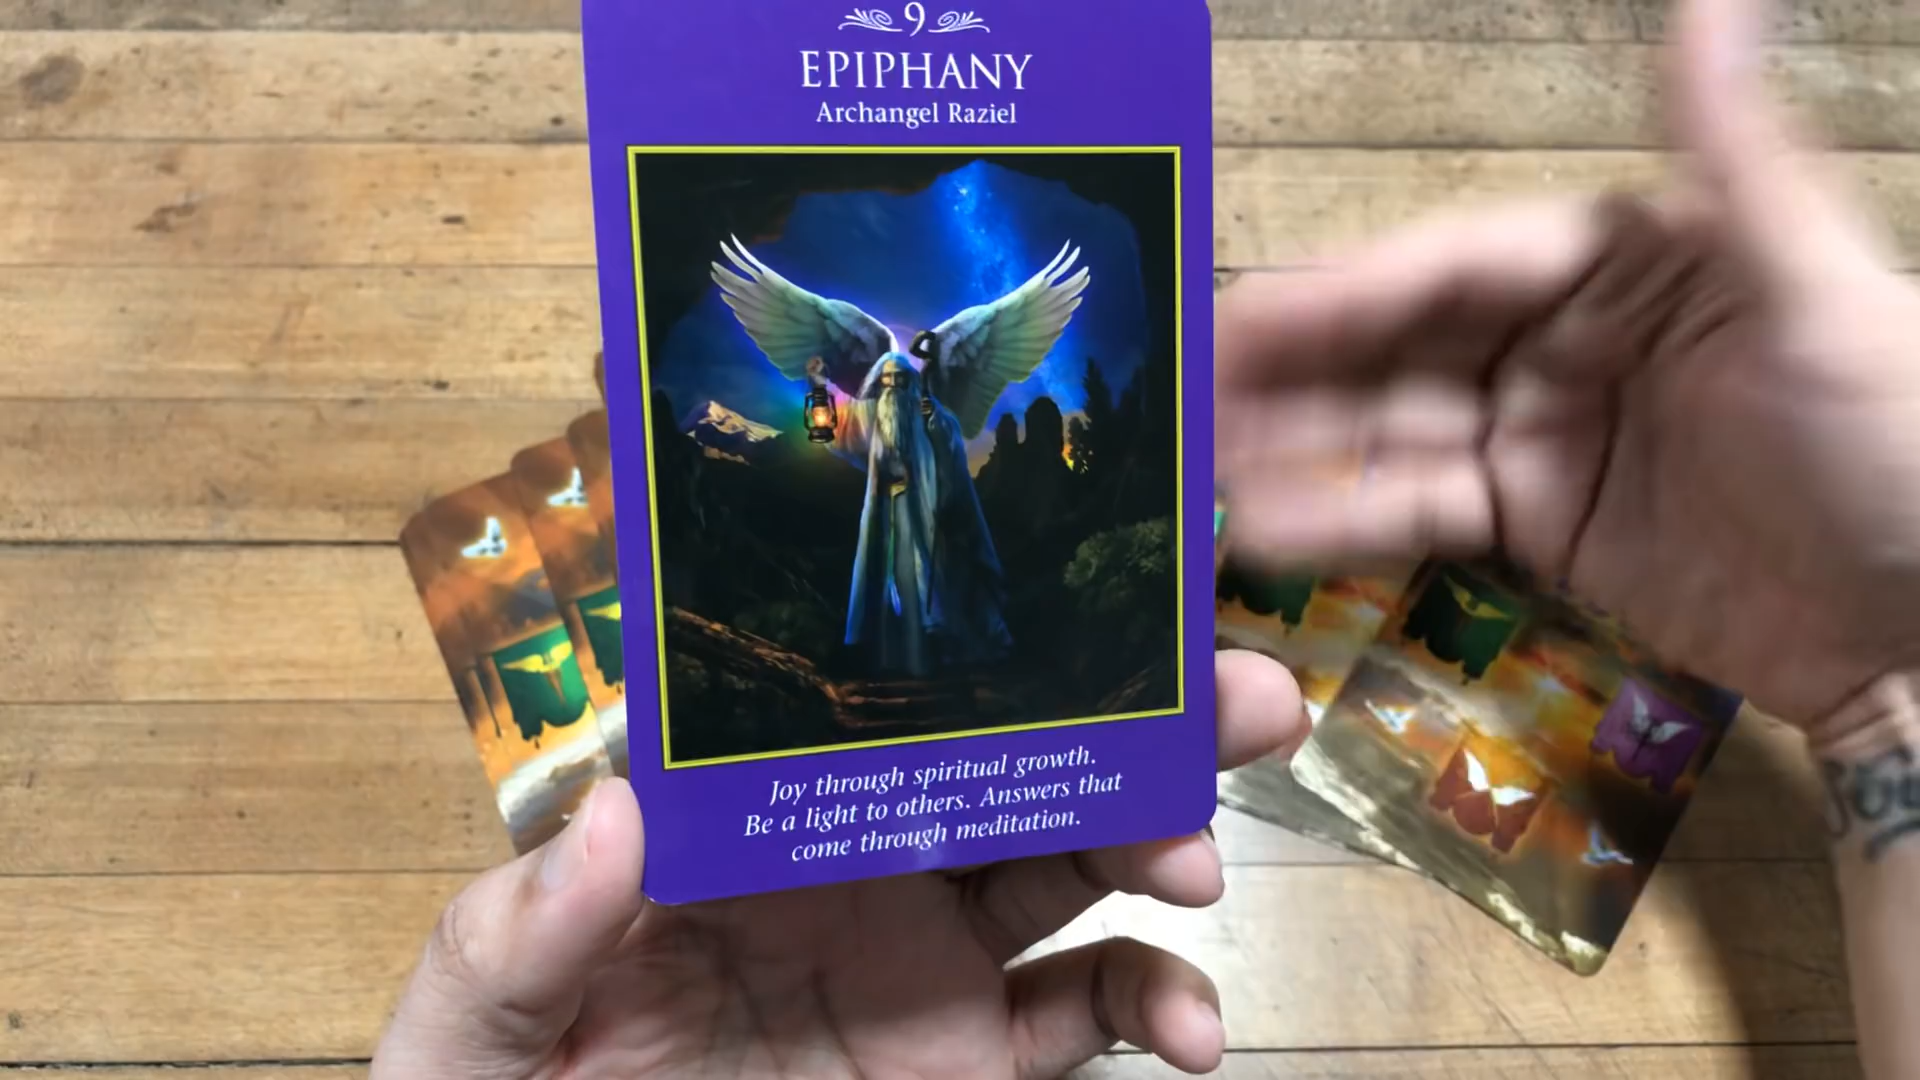 9
EPIPHANY
Archangel Raziel
Joy through spiritual growth.
Be a light to others. Answers that
come through meditation.